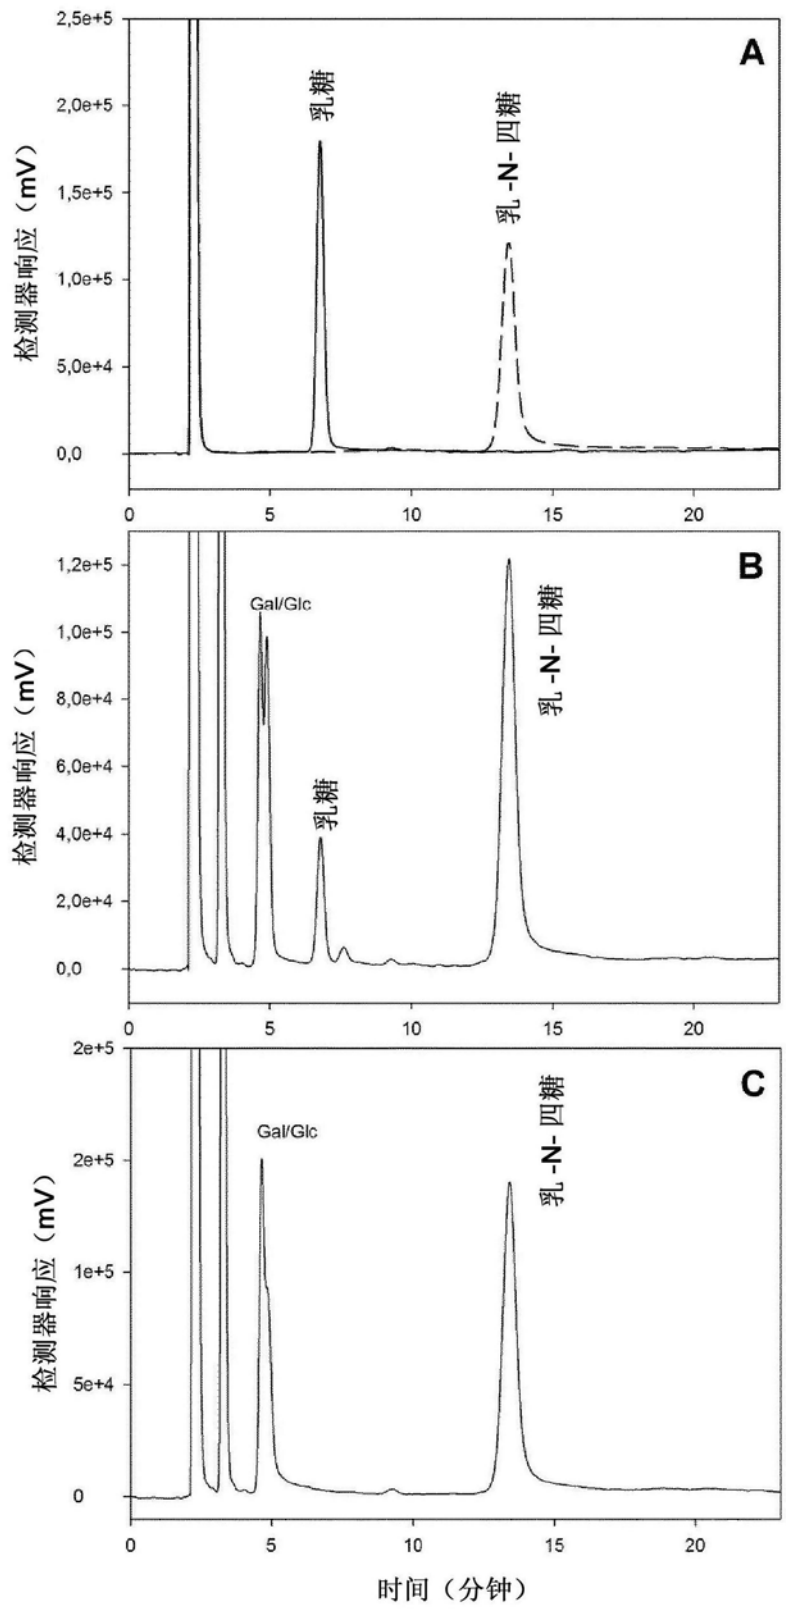 A
2,5e+5
2,0e+5
1,5e+5
1,0e+5
5,0e+4
0,0
检测器响应（mV）
乳糖
乳-N-四糖
0 5 10 15 20
B
1,2e+5
1,0e+5
8,0e+4
6,0e+4
4,0e+4
2,0e+4
0,0
检测器响应（mV）
Gal/Glc
乳糖
乳-N-四糖
0 5 10 15 20
C
2e+5
2e+5
1e+5
5e+4
0
检测器响应（mV）
Gal/Glc
乳-N-四糖
0 5 10 15 20
时间（分钟）